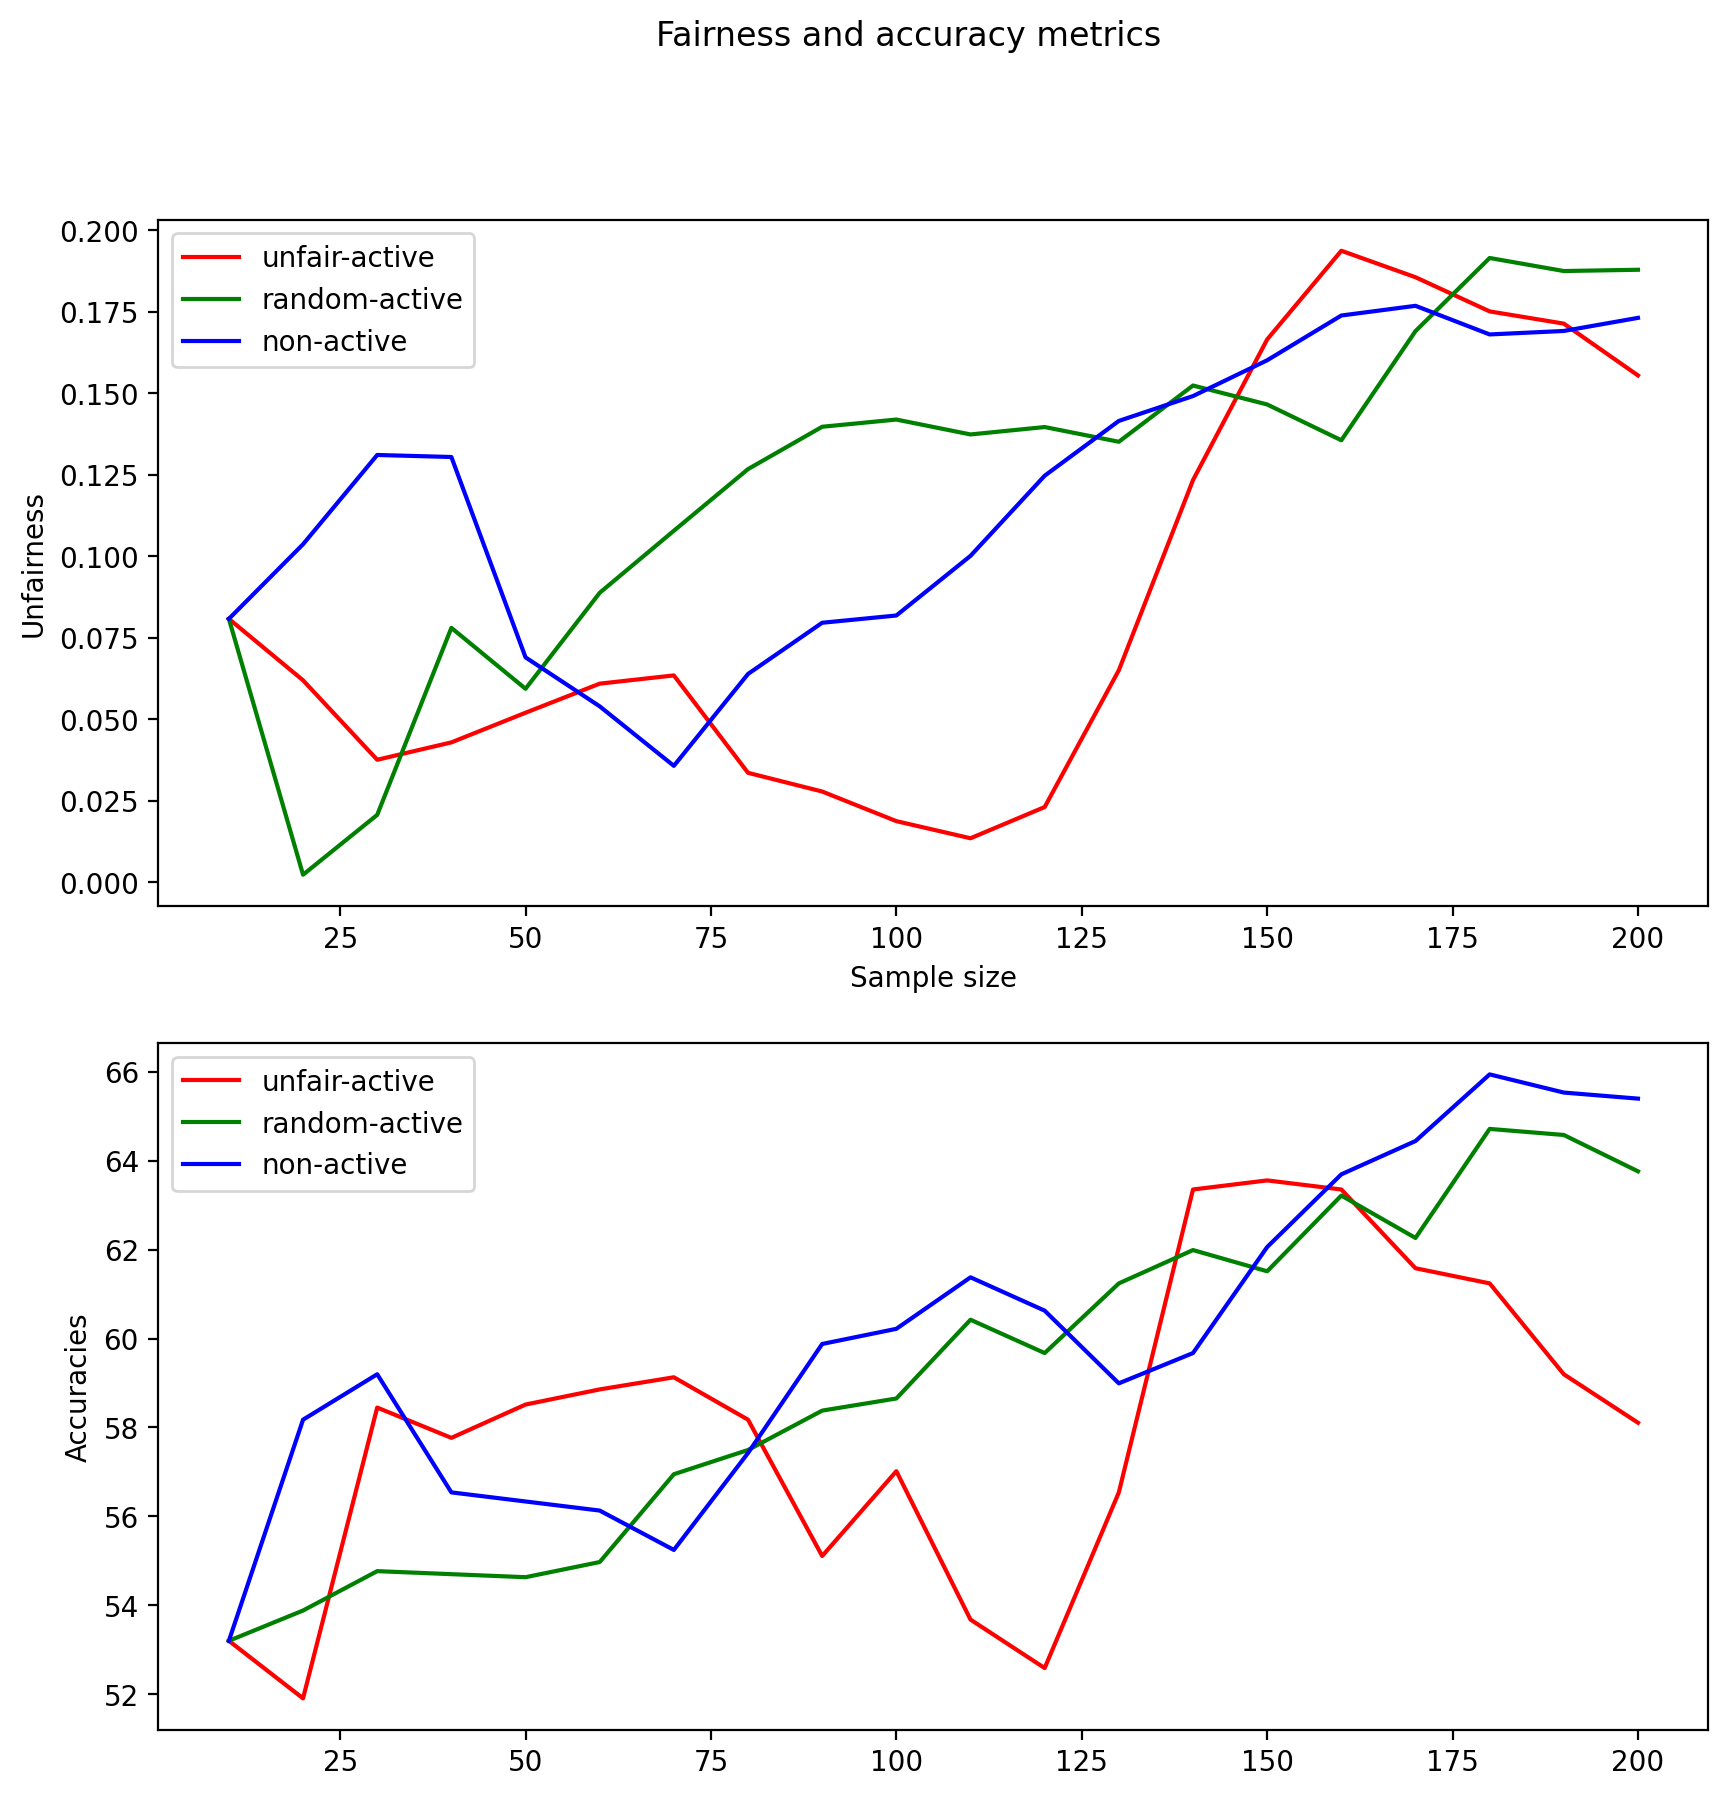 Fairness and accuracy metrics
0.200
0.175
0.150
0.125
0.100
0.075
0.050
0.025
0.000
Unfairness
unfair-active
random-active
non-active
25 50 75 100 125 150 175 200
Sample size
66
64
62
60
58
56
54
52
Accuracies
unfair-active
random-active
non-active
25 50 75 100 125 150 175 200